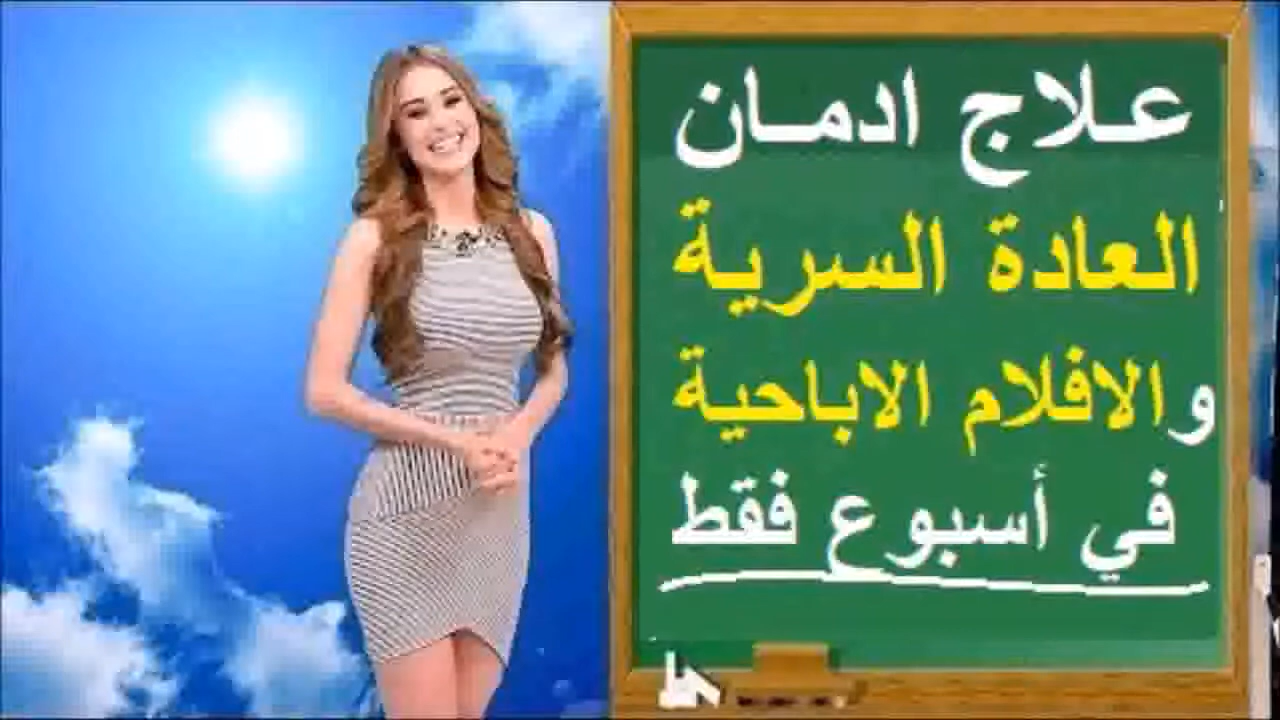 علاج ادمان
العادة السرية
والافلام الاباحية
في أسبوع فقط